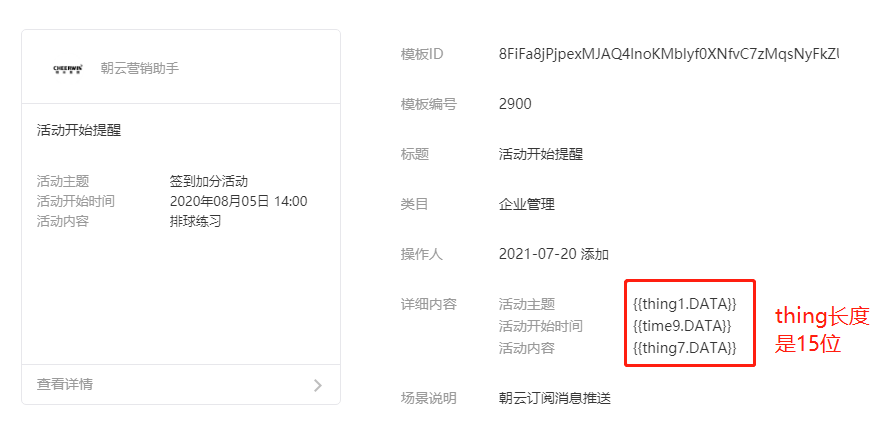 CHEERWIN
朝云营销助手
活动开始提醒
活动主题 签到加分活动
活动开始时间 2020年08月05日 14:00
活动内容 排球练习
查看详情
模板ID 8FiFa8jPjpexMJAQ4lnoKMblyf0XNfvC7zMqsNyFkZU
模板编号 2900
标题 活动开始提醒
类目 企业管理
操作人 2021-07-20 添加
详细内容 活动主题 {{thing1.DATA}}
活动开始时间 {{time9.DATA}}
活动内容 {{thing7.DATA}}
场景说明 朝云订阅消息推送
thing长度
是15位